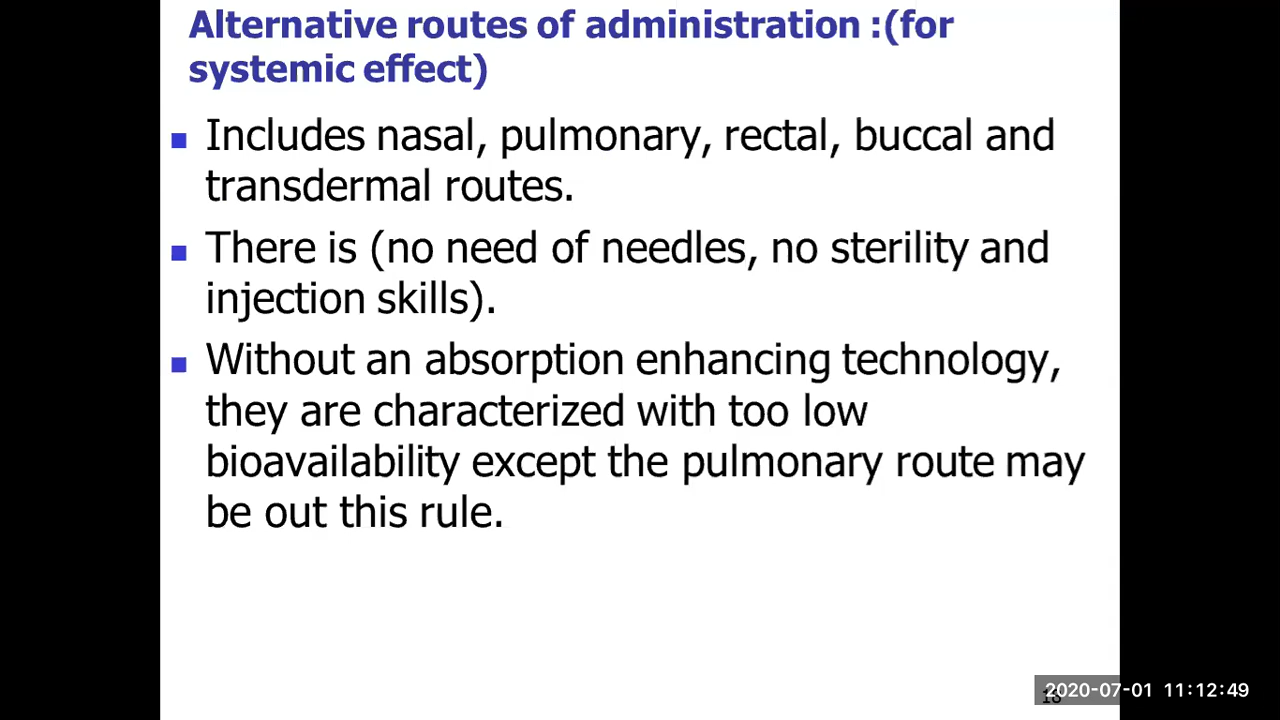 Alternative routes of administration :(for
systemic effect)
Includes nasal, pulmonary, rectal, buccal and
transdermal routes.
There is (no need of needles, no sterility and
injection skills).
Without an absorption enhancing technology,
they are characterized with too low
bioavailability except the pulmonary route may
be out this rule.
2020-07-01 11:12:49